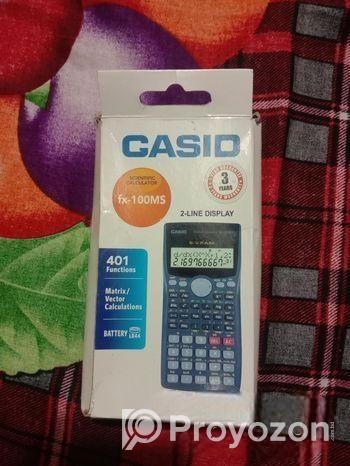 CASIO
SCIENTIFIC
CALCULATOR
fx-100MS
3
YEARS
2-LINE DISPLAY
401
Functions
Matrix/
Vector
Calculations
BATTERY
LR44
CASIO
S-V.P.A.M.
Proyozon